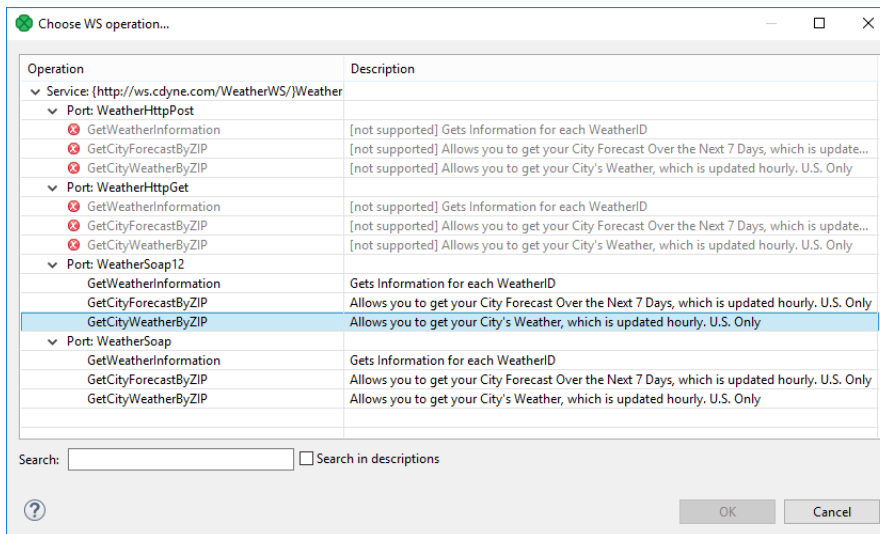 Choose WS operation...
Operation Description
Service: {http://ws.cdyne.com/WeatherWS/}Weather
Port: WeatherHttpPost
GetWeatherInformation [not supported] Gets Information for each WeatherID
GetCityForecastByZIP [not supported] Allows you to get your City Forecast Over the Next 7 Days, which is update...
GetCityWeatherByZIP [not supported] Allows you to get your City's Weather, which is updated hourly. U.S. Only
Port: WeatherHttpGet
GetWeatherInformation [not supported] Gets Information for each WeatherID
GetCityForecastByZIP [not supported] Allows you to get your City Forecast Over the Next 7 Days, which is update...
GetCityWeatherByZIP [not supported] Allows you to get your City's Weather, which is updated hourly. U.S. Only
Port: WeatherSoap12
GetWeatherInformation Gets Information for each WeatherID
GetCityForecastByZIP Allows you to get your City Forecast Over the Next 7 Days, which is updated hourly. U.S. Only
GetCityWeatherByZIP Allows you to get your City's Weather, which is updated hourly. U.S. Only
Port: WeatherSoap
GetWeatherInformation Gets Information for each WeatherID
GetCityForecastByZIP Allows you to get your City Forecast Over the Next 7 Days, which is updated hourly. U.S. Only
GetCityWeatherByZIP Allows you to get your City's Weather, which is updated hourly. U.S. Only
Search: Search in descriptions
? OK Cancel